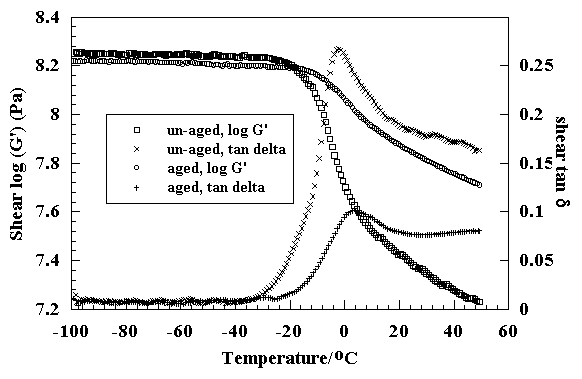 8.4
8.2
8
7.8
7.6
7.4
7.2
Shear log (G') (Pa)
un-aged, log G'
un-aged, tan delta
aged, log G'
aged, tan delta
0.25
0.2
0.15
0.1
0.05
0
shear tan δ
-100 -80 -60 -40 -20 0 20 40 60
Temperature/°C